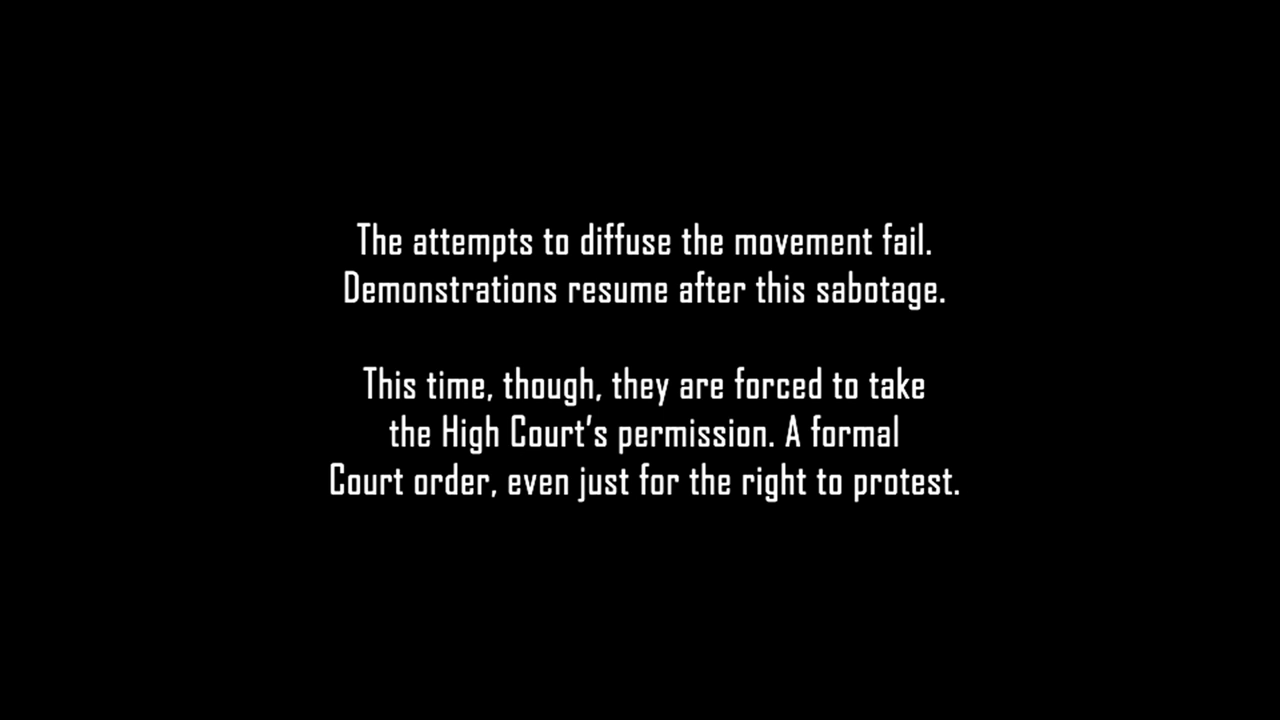 The attempts to diffuse the movement fail.
Demonstrations resume after this sabotage.
This time, though, they are forced to take
the High Court's permission. A formal
Court order, even just for the right to protest.